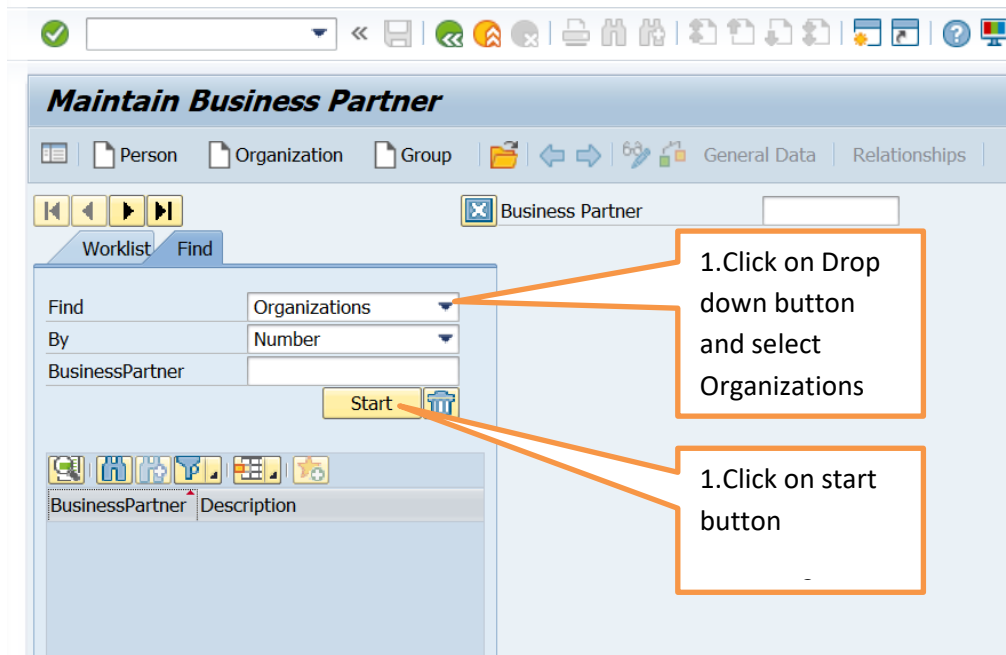 Maintain Business Partner
Person Organization Group General Data Relationships
Business Partner
Worklist Find
Find Organizations
By Number
BusinessPartner
Start
BusinessPartner Description
1.Click on Drop
down button
and select
Organizations
1.Click on start
button